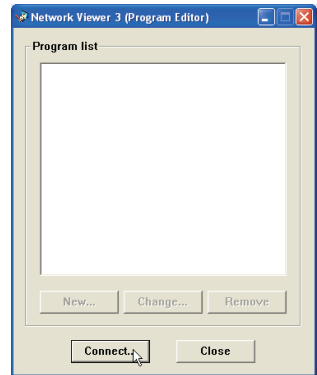 Network Viewer 3 (Program Editor)
Program list
New... Change... Remove
Connect... Close